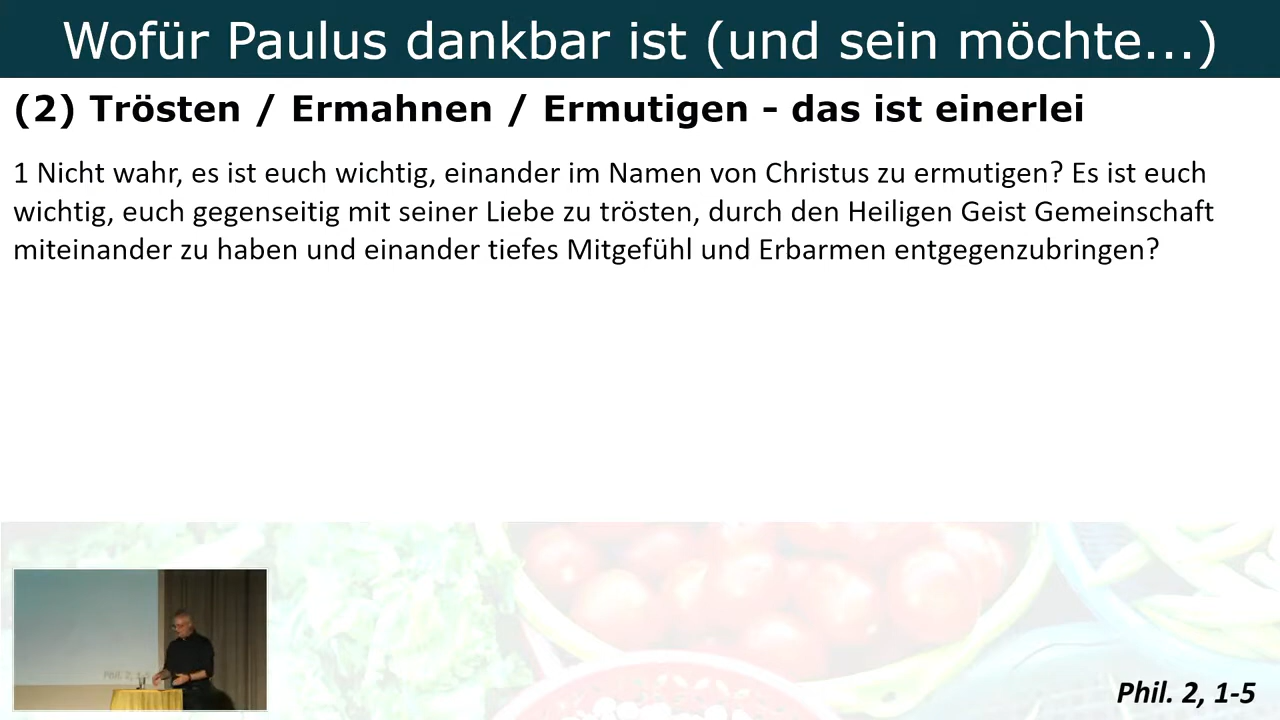 Wofür Paulus dankbar ist (und sein möchte...)
(2) Trösten / Ermahnen / Ermutigen - das ist einerlei
1 Nicht wahr, es ist euch wichtig, einander im Namen von Christus zu ermutigen? Es ist euch
wichtig, euch gegenseitig mit seiner Liebe zu trösten, durch den Heiligen Geist Gemeinschaft
miteinander zu haben und einander tiefes Mitgefühl und Erbarmen entgegenzubringen?
Phil. 2,
Phil. 2, 1-5